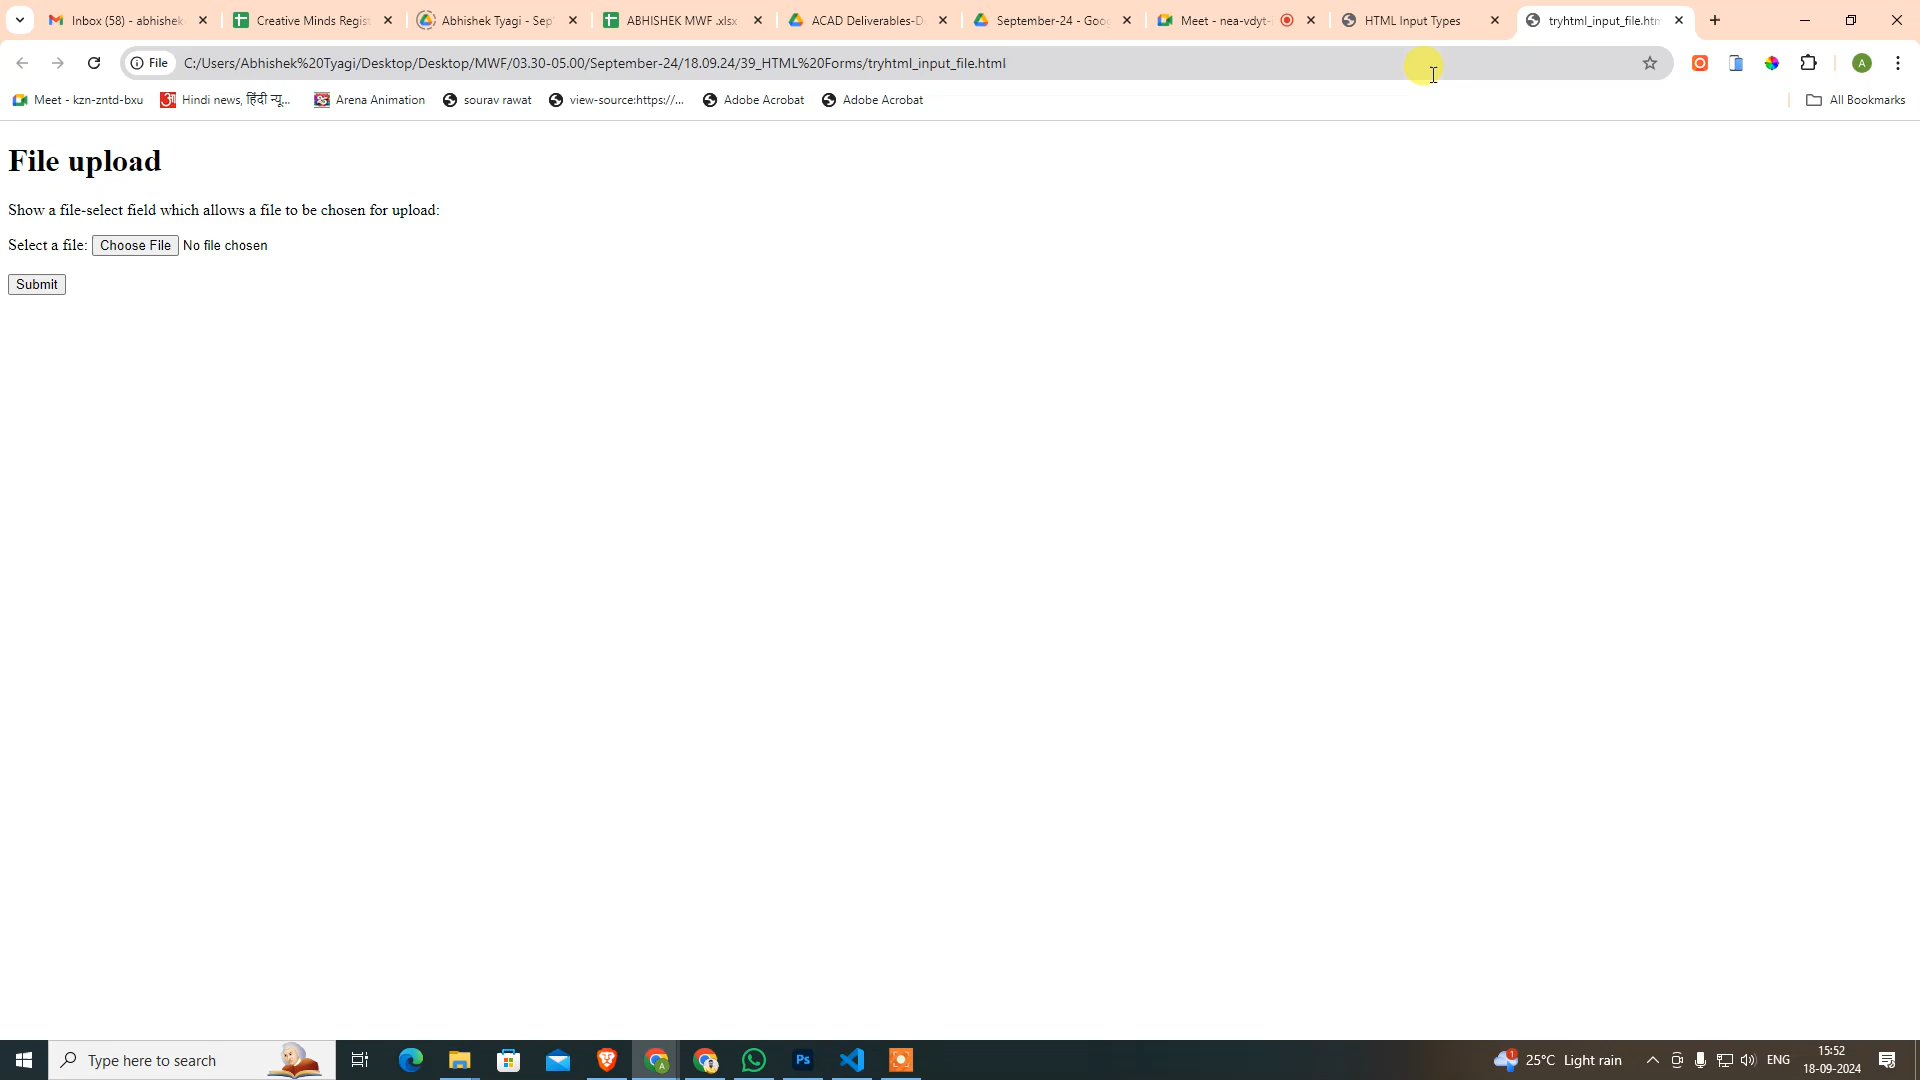 Inbox (58) - abhishek
Creative Minds Regist
Abhishek Tyagi - Sep'
ABHISHEK MWF .xlsx
ACAD Deliverables-D
September-24 - Goo
Meet - nea-vdyt-
HTML Input Types
tryhtml_input_file.htm
File
C:/Users/Abhishek%20Tyagi/Desktop/Desktop/MWF/03.30-05.00/September-24/18.09.24/39_HTML%20Forms/tryhtml_input_file.html
A
Meet - kzn-zntd-bxu
Hindi news, हिंदी न्यू...
Arena Animation
sourav rawat
view-source:https://...
Adobe Acrobat
Adobe Acrobat
All Bookmarks
File upload
Show a file-select field which allows a file to be chosen for upload:
Select a file: Choose File No file chosen
Submit
Type here to search
A
Ps
1
25°C Light rain
ENG
15:52
18-09-2024